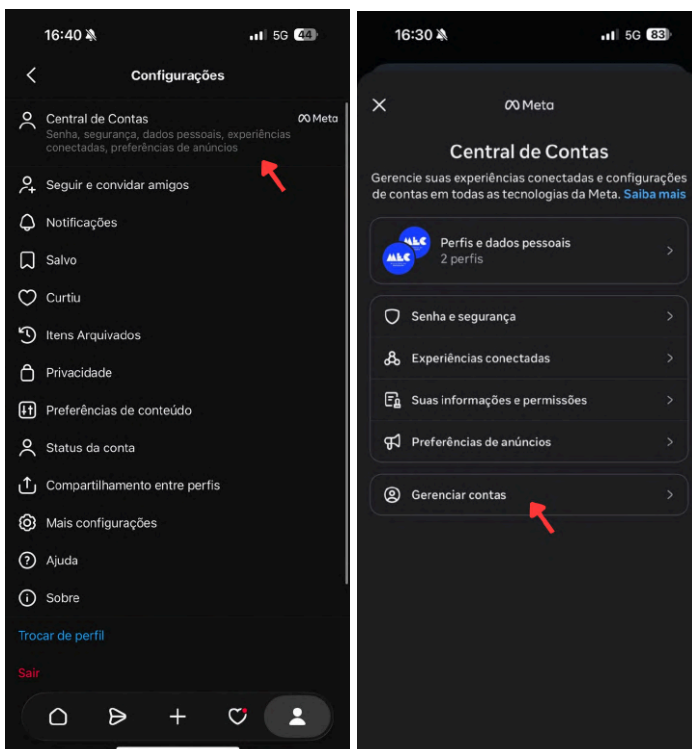 16:40
5G 44
Configurações
Central de Contas
Meta
Senha, segurança, dados pessoais, experiências
conectadas, preferências de anúncios
Seguir e convidar amigos
Notificações
Salvo
Curtiu
Itens Arquivados
Privacidade
Preferências de conteúdo
Status da conta
Compartilhamento entre perfis
Mais configurações
Ajuda
Sobre
Trocar de perfil
Sair
16:30
5G 83
Meta
Central de Contas
Gerencie suas experiências conectadas e configurações
de contas em todas as tecnologias da Meta. Saiba mais
Perfis e dados pessoais
2 perfis
Senha e segurança
Experiências conectadas
Suas informações e permissões
Preferências de anúncios
Gerenciar contas